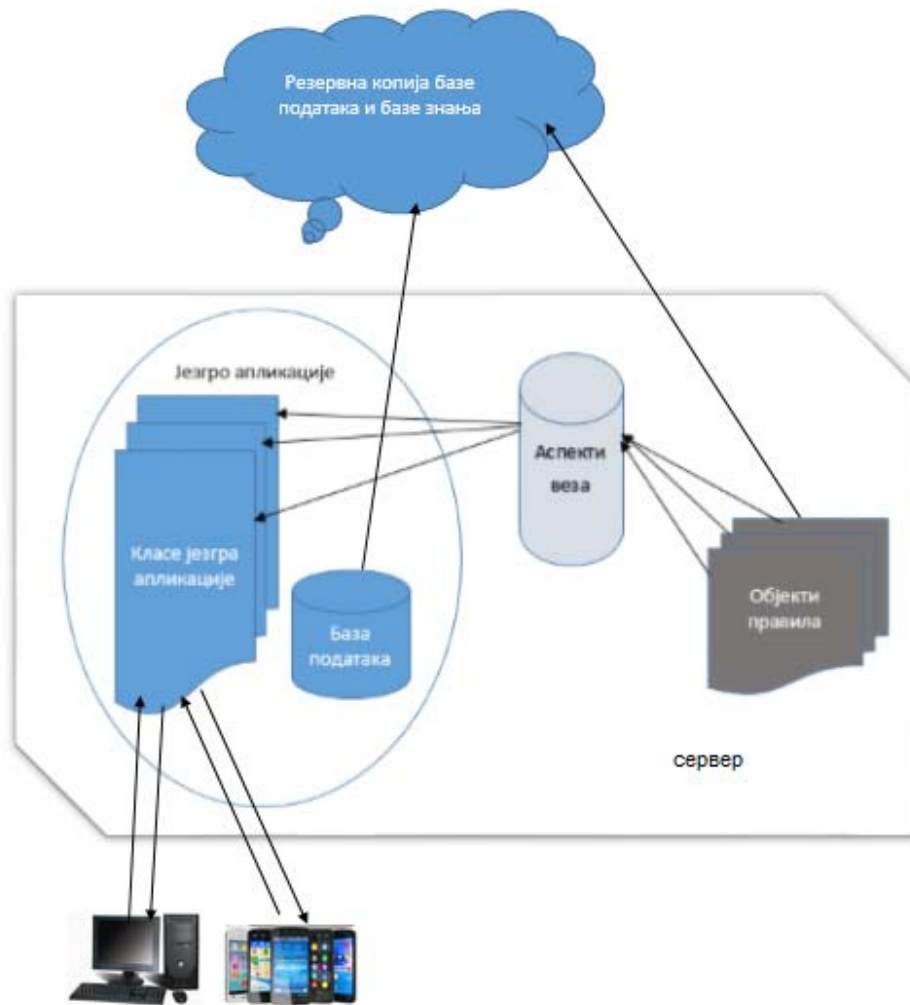 Резервна копија базе
података и базе знања
Језгро апликације
Аспекти
веза
Класе језгра
апликације
База
података
Објекти
правила
сервер